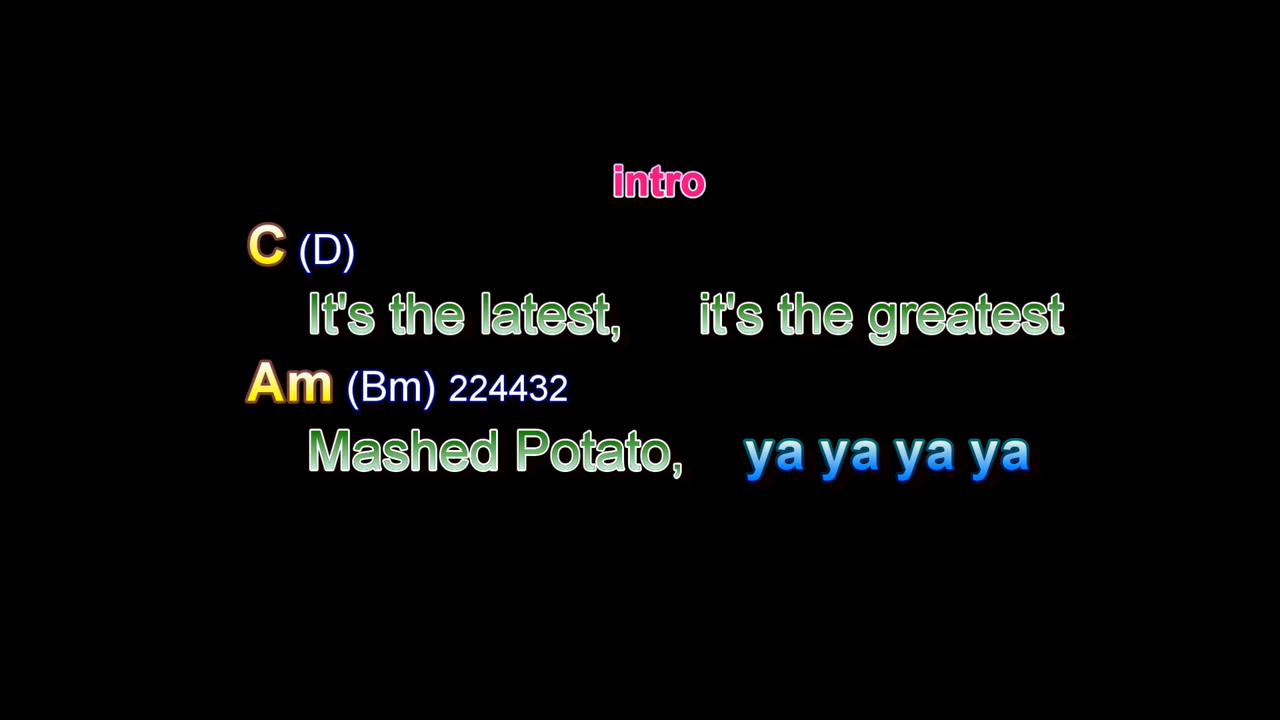 intro
C (D)
It's the latest, it's the greatest
Am (Bm) 224432
Mashed Potato, ya ya ya ya